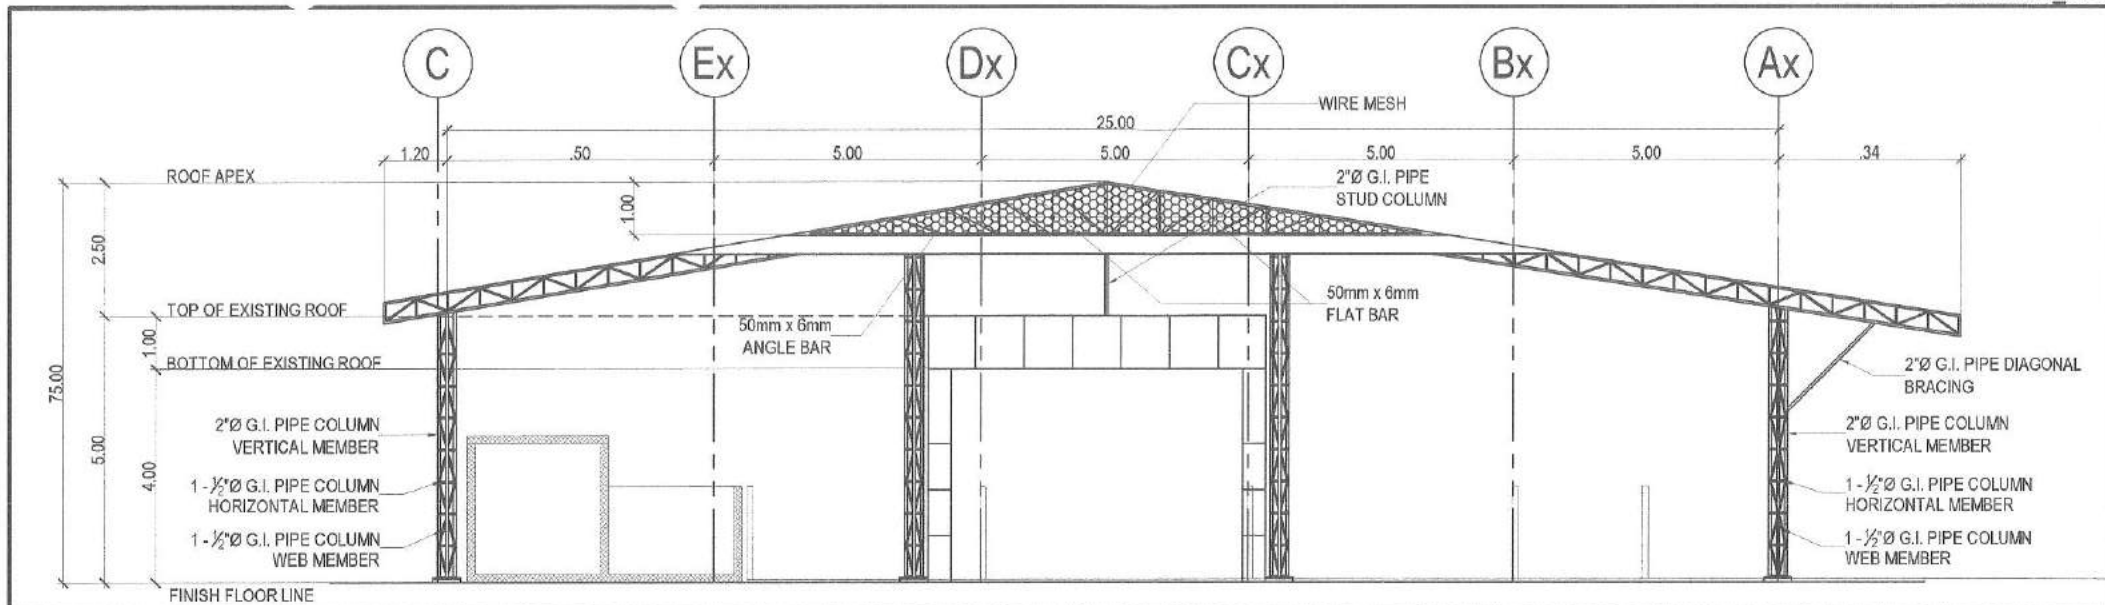 C
Ex
Dx
Cx
Bx
Ax
WIRE MESH
25.00
1.20
.50
5.00
5.00
5.00
5.00
.34
ROOF APEX
2"Ø G.I. PIPE
STUD COLUMN
1.00
2.50
TOP OF EXISTING ROOF
50mm x 6mm
ANGLE BAR
50mm x 6mm
FLAT BAR
1.00
BOTTOM OF EXISTING ROOF
75.00
5.00
4.00
2"Ø G.I. PIPE DIAGONAL
BRACING
2"Ø G.I. PIPE COLUMN
VERTICAL MEMBER
1 - ½"Ø G.I. PIPE COLUMN
HORIZONTAL MEMBER
1 - ½"Ø G.I. PIPE COLUMN
WEB MEMBER
2"Ø G.I. PIPE COLUMN
VERTICAL MEMBER
1 - ½"Ø G.I. PIPE COLUMN
HORIZONTAL MEMBER
1 - ½"Ø G.I. PIPE COLUMN
WEB MEMBER
FINISH FLOOR LINE